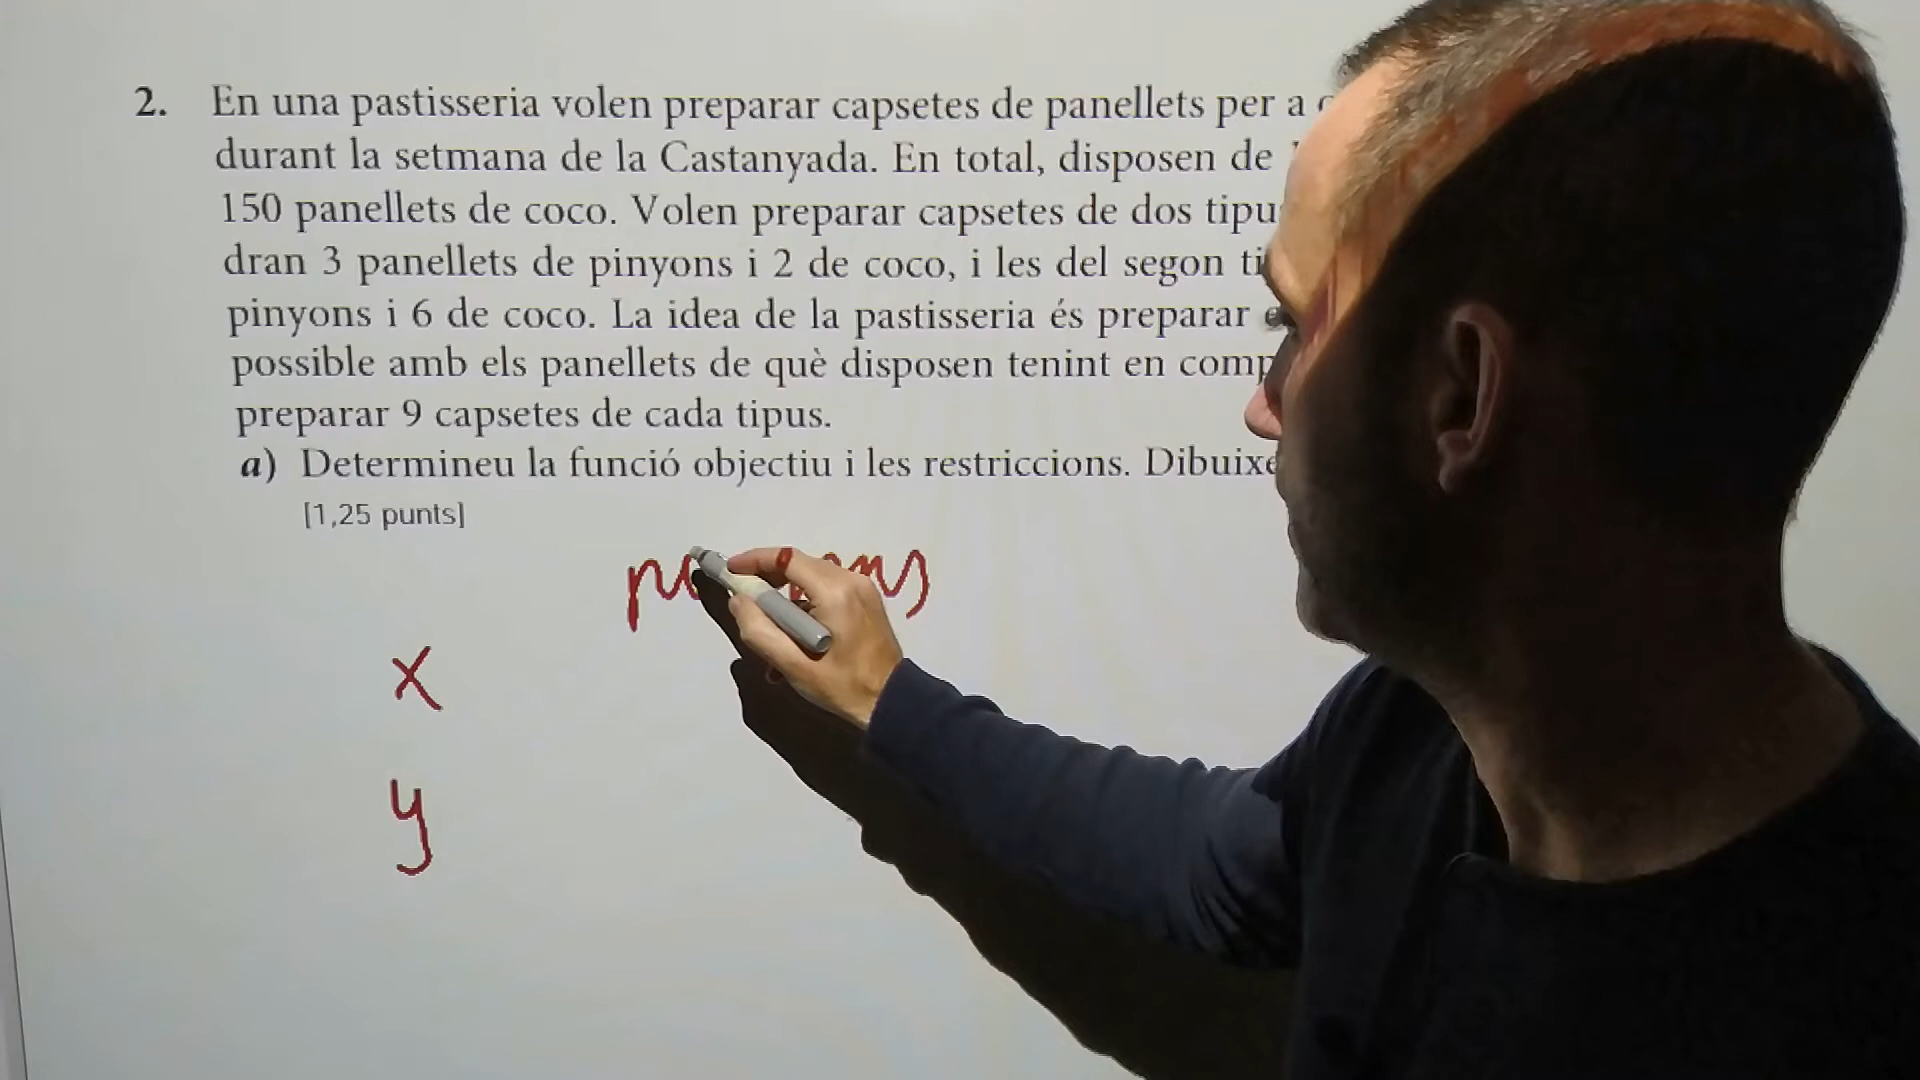 2. En una pastisseria volen preparar capsetes de panellets per a
durant la setmana de la Castanyada. En total, disposen de
150 panellets de coco. Volen preparar capsetes de dos
dran 3 panellets de pinyons i 2 de coco, i les del segon
pinyons i 6 de coco. La idea de la pastisseria és preparar
possible amb els panellets de què disposen tenint en
preparar 9 capsetes de cada tipus.
a) Determineu la funció objectiu i les restriccions.
[1,25 punts]
x
y